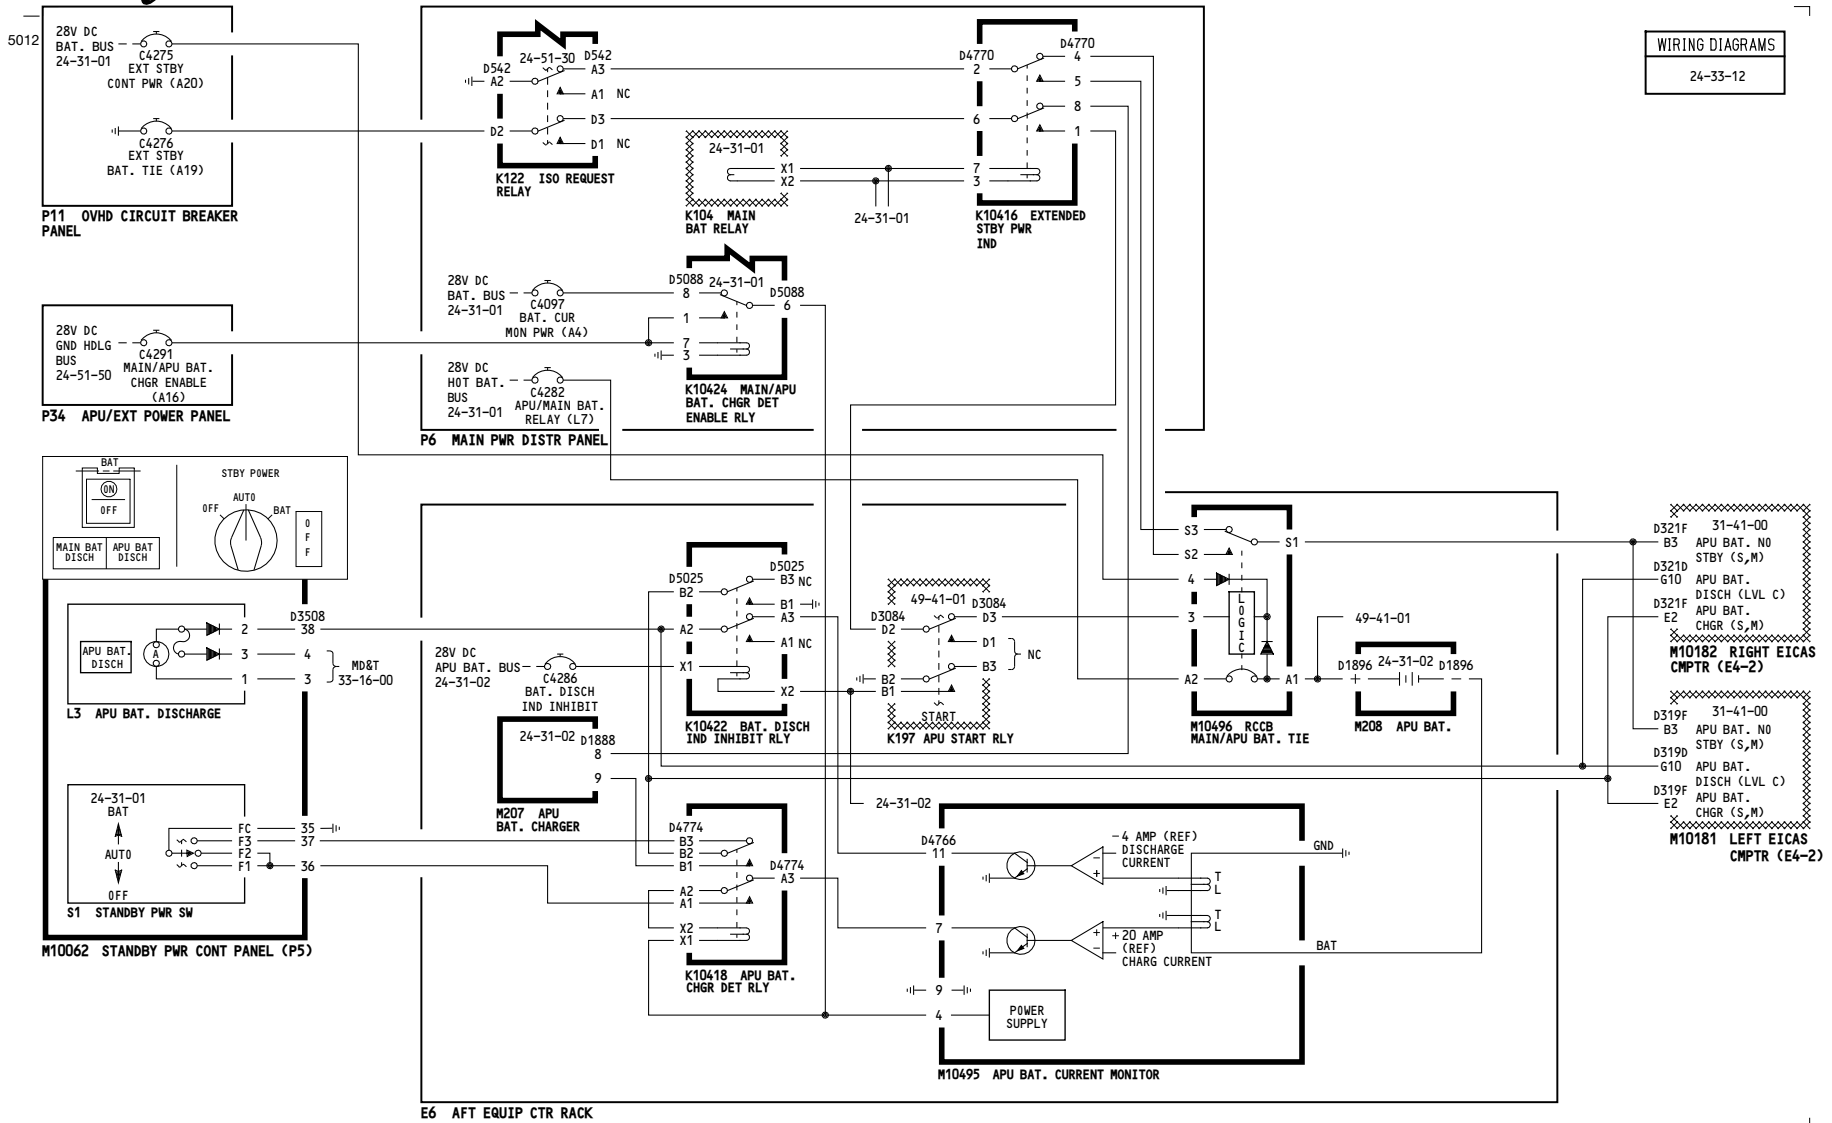 5012
WIRING DIAGRAMS
24-33-12
28V DC
BAT. BUS
24-31-01
C4275
EXT STBY
CONT PWR (A20)
C4276
EXT STBY
BAT. TIE (A19)
P11 OVHD CIRCUIT BREAKER
PANEL
28V DC
GND HDLG
BUS
24-51-50
C4291
MAIN/APU BAT.
CHGR ENABLE
(A16)
P34 APU/EXT POWER PANEL
24-51-30
D542
D542
A2
A3
A1 NC
D2
D3
D1 NC
K122 ISO REQUEST
RELAY
24-31-01
X1
X2
K104 MAIN
BAT RELAY
24-31-01
D4770
D4770
2
4
5
6
8
1
7
3
K10416 EXTENDED
STBY PWR
IND
28V DC
BAT. BUS
24-31-01
C4097
BAT. CUR
MON PWR (A4)
28V DC
HOT BAT.
BUS
24-31-01
C4282
APU/MAIN BAT.
RELAY (L7)
D5088
24-31-01
D5088
8
6
1
7
3
K10424 MAIN/APU
BAT. CHGR DET
ENABLE RLY
P6 MAIN PWR DISTR PANEL
BAT
ON
OFF
MAIN BAT
DISCH
APU BAT
DISCH
STBY POWER
AUTO
OFF
BAT
O
F
F
APU BAT.
DISCH
A
D3508
2
38
3
4
1
3
MD&T
33-16-00
L3 APU BAT. DISCHARGE
24-31-01
BAT
AUTO
OFF
FC
35
F3
37
F2
F1
36
S1 STANDBY PWR SW
M10062 STANDBY PWR CONT PANEL (P5)
28V DC
APU BAT. BUS
24-31-02
C4286
BAT. DISCH
IND INHIBIT
D5025
D5025
B2
B3 NC
B1
A2
A3
A1 NC
X1
X2
K10422 BAT. DISCH
IND INHIBIT RLY
24-31-02
D1888
8
9
M207 APU
BAT. CHARGER
49-41-01
D3084
D3084
D2
D3
D1
B3
NC
B2
B1
START
K197 APU START RLY
S3
S2
S1
4
3
LOGIC
A2
A1
M10496 RCCB
MAIN/APU BAT. TIE
49-41-01
D1896
24-31-02
D1896
+
-
M208 APU BAT.
D321F
31-41-00
B3
APU BAT. NO
STBY (S,M)
D321D
G10
APU BAT.
DISCH (LVL C)
D321F
E2
APU BAT.
CHGR (S,M)
M10182 RIGHT EICAS
CMPTR (E4-2)
D319F
31-41-00
B3
APU BAT. NO
STBY (S,M)
D319D
G10
APU BAT.
DISCH (LVL C)
D319F
E2
APU BAT.
CHGR (S,M)
M10181 LEFT EICAS
CMPTR (E4-2)
24-31-02
D4774
D4774
B3
B2
B1
A2
A1
A3
X2
X1
K10418 APU BAT.
CHGR DET RLY
D4766
11
7
9
4
-4 AMP (REF)
DISCHARGE
CURRENT
-
+
T
L
T
L
GND
BAT
+
-
+20 AMP
(REF)
CHARG CURRENT
POWER
SUPPLY
M10495 APU BAT. CURRENT MONITOR
E6 AFT EQUIP CTR RACK